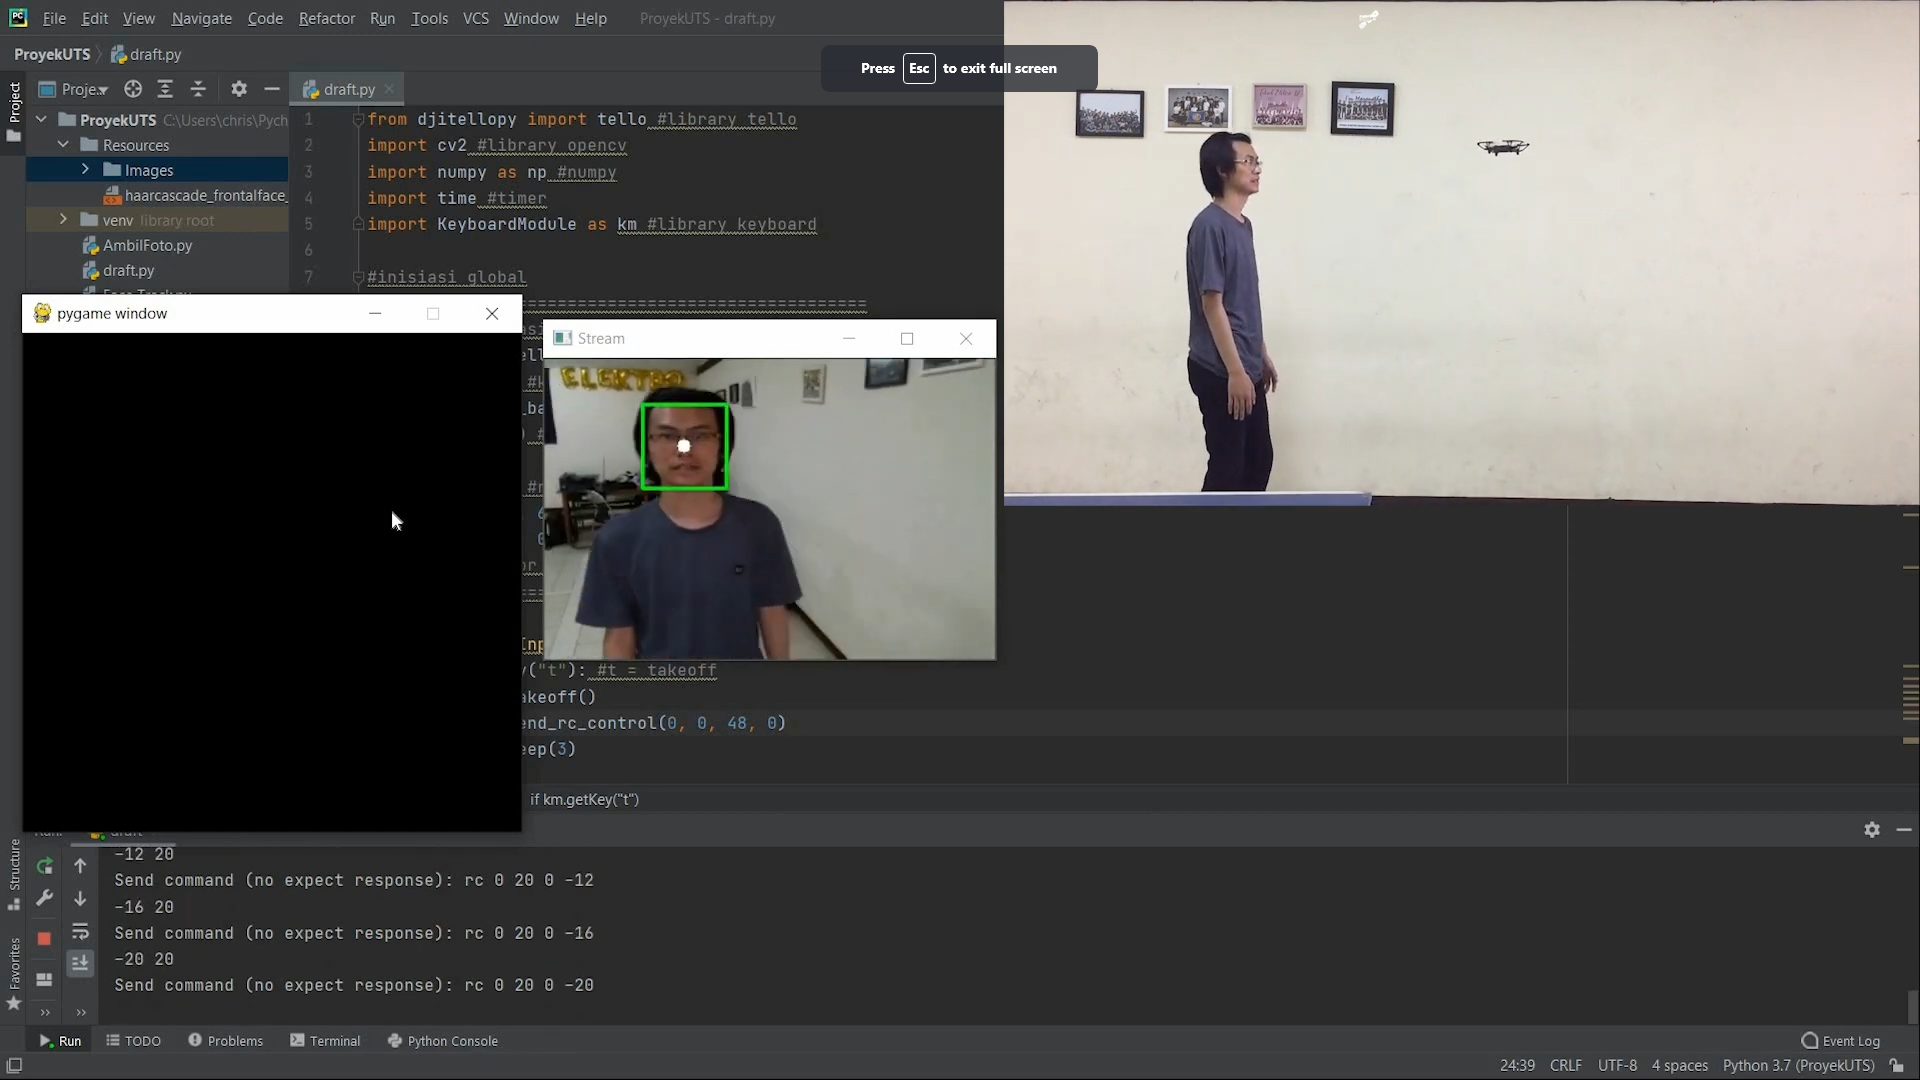 File Edit View Navigate Code Refactor Run Tools VCS Window Help ProyekUTS - draft.py
ProyekUTS draft.py
Press Esc to exit full screen
Project
Proje.. draft.py
ProyekUTS C:\Users\chris\Pych
Resources
Images
haarcascade_frontalface_
venv library root
AmbilFoto.py
draft.py
1 from djitellopy import tello #library tello
2 import cv2 #library opencv
3 import numpy as np #numpy
4 import time #timer
5 import KeyboardModule as km #library keyboard
6
7 #inisiasi global
================================
pygame window
Stream
ELEKTRO
("t"): #t = takeoff
akeoff()
end_rc_control(0, 0, 48, 0)
eep(3)
if km.getKey("t")
-12 20
Send command (no expect response): rc 0 20 0 -12
-16 20
Send command (no expect response): rc 0 20 0 -16
-20 20
Send command (no expect response): rc 0 20 0 -20
Structure
Favorites
Run TODO Problems Terminal Python Console Event Log
24:39 CRLF UTF-8 4 spaces Python 3.7 (ProyekUTS)